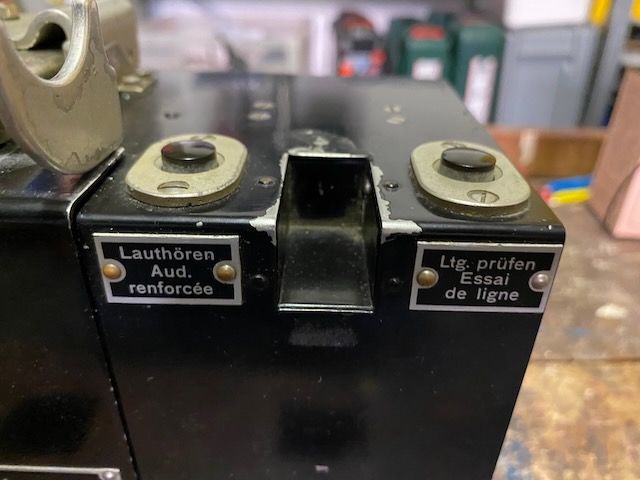 Lauthören
Aud.
renforcée
Ltg. prüfen
Essai
de ligne